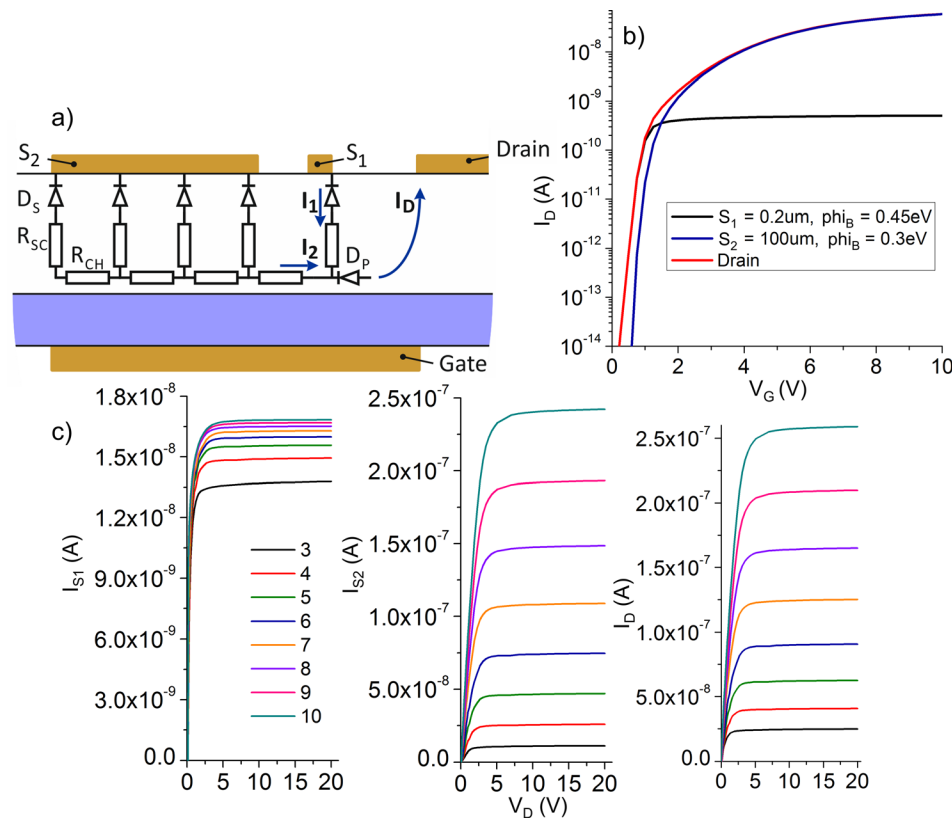 a)
S2
S1
Drain
DS
RSC
RCH
I1
I2
ID
DP
Gate
b)
ID (A)
10^-8
10^-9
10^-10
10^-11
10^-12
10^-13
10^-14
S1 = 0.2um, phiB = 0.45eV
S2 = 100um, phiB = 0.3eV
Drain
0 2 4 6 8 10
VG (V)
c)
IS1 (A)
1.8x10^-8
1.5x10^-8
1.2x10^-8
9.0x10^-9
6.0x10^-9
3.0x10^-9
0.0
3
4
5
6
7
8
9
10
0 5 10 15 20
IS2 (A)
2.5x10^-7
2.0x10^-7
1.5x10^-7
1.0x10^-7
5.0x10^-8
0.0
0 5 10 15 20
VD (V)
ID (A)
2.5x10^-7
2.0x10^-7
1.5x10^-7
1.0x10^-7
5.0x10^-8
0.0
0 5 10 15 20